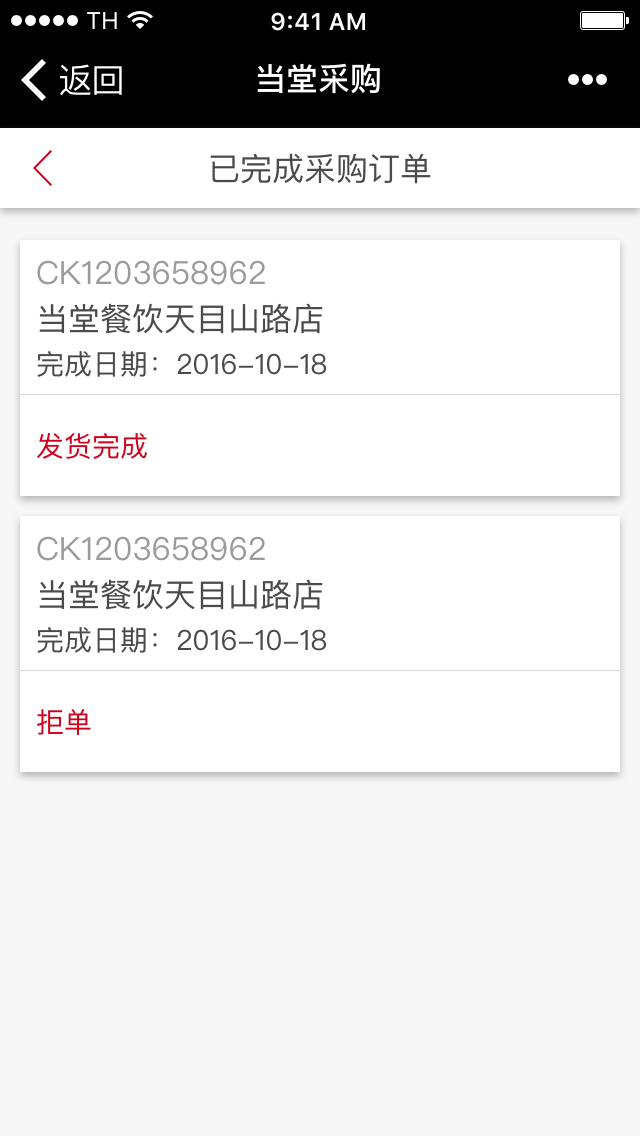 TH
9:41 AM
返回
当堂采购
已完成采购订单
CK1203658962
当堂餐饮天目山路店
完成日期：2016-10-18
发货完成
CK1203658962
当堂餐饮天目山路店
完成日期：2016-10-18
拒单